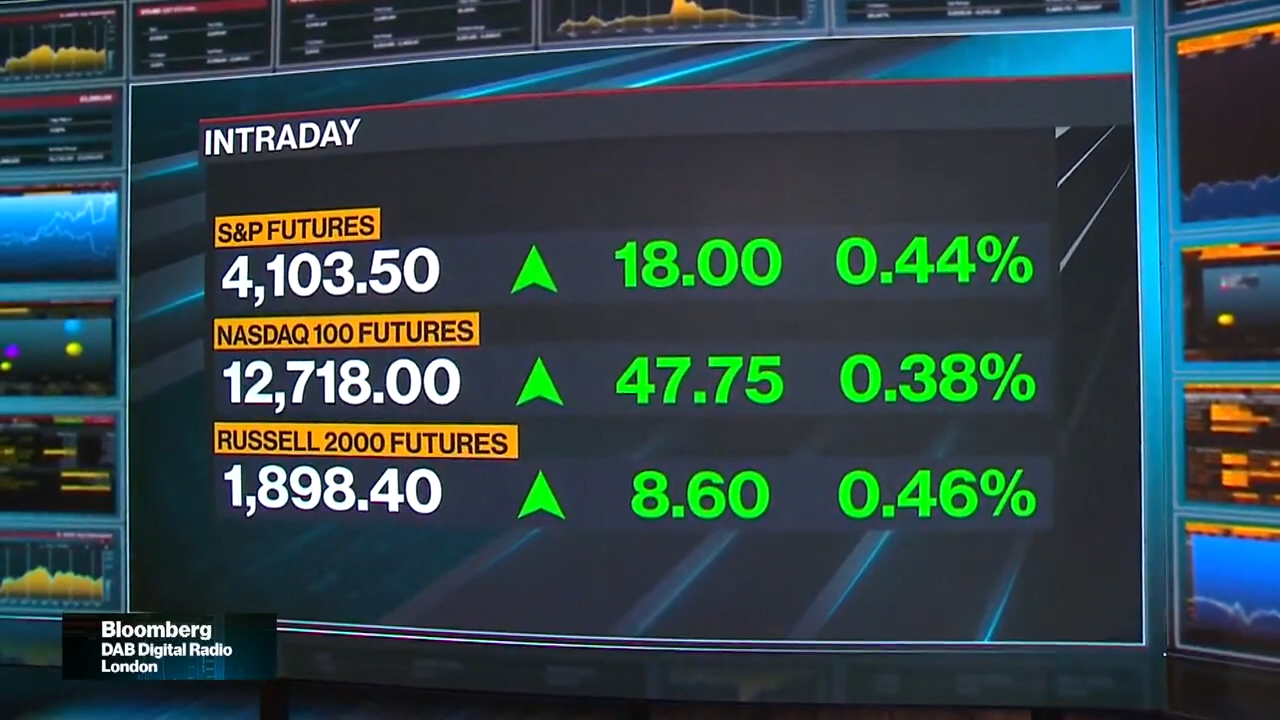 INTRADAY
S&P FUTURES
4,103.50 18.00 0.44%
NASDAQ 100 FUTURES
12,718.00 47.75 0.38%
RUSSELL 2000 FUTURES
1,898.40 8.60 0.46%
Bloomberg
DAB Digital Radio
London